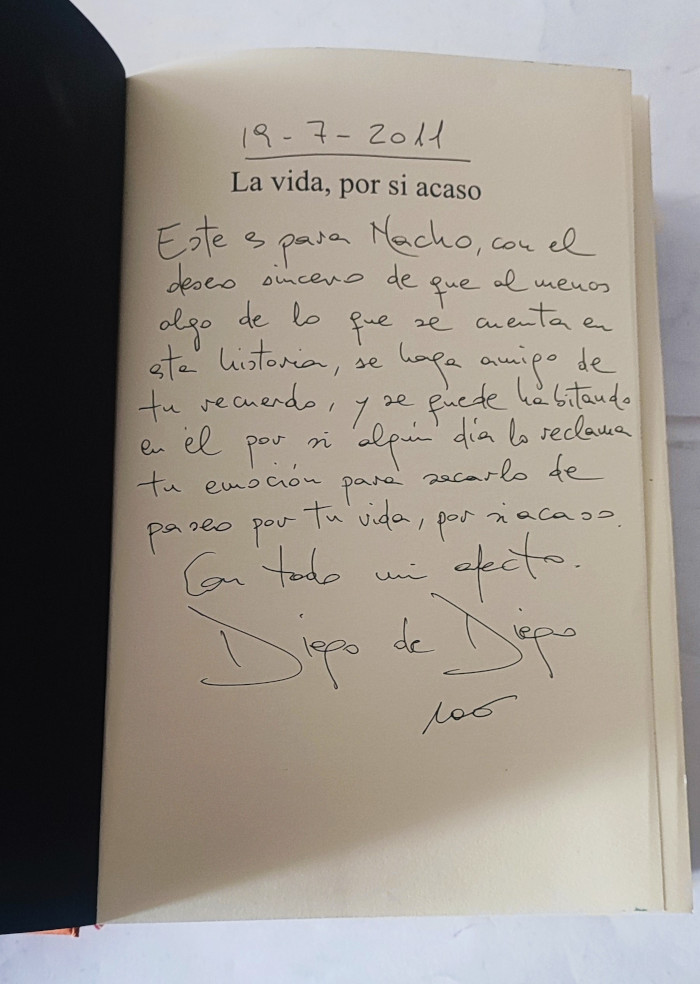 19-7-2011
La vida, por si acaso
Este es para Nacho, con el
deseo sincero de que al menos
algo de lo que se cuenta en
esta historia, se haga amigo de
tu recuerdo, y se quede habitando
en él por si algún día lo reclama
tu emoción para sacarlo de
paseo por tu vida, por si acaso.
Con todo mi afecto.
Diego de Diego